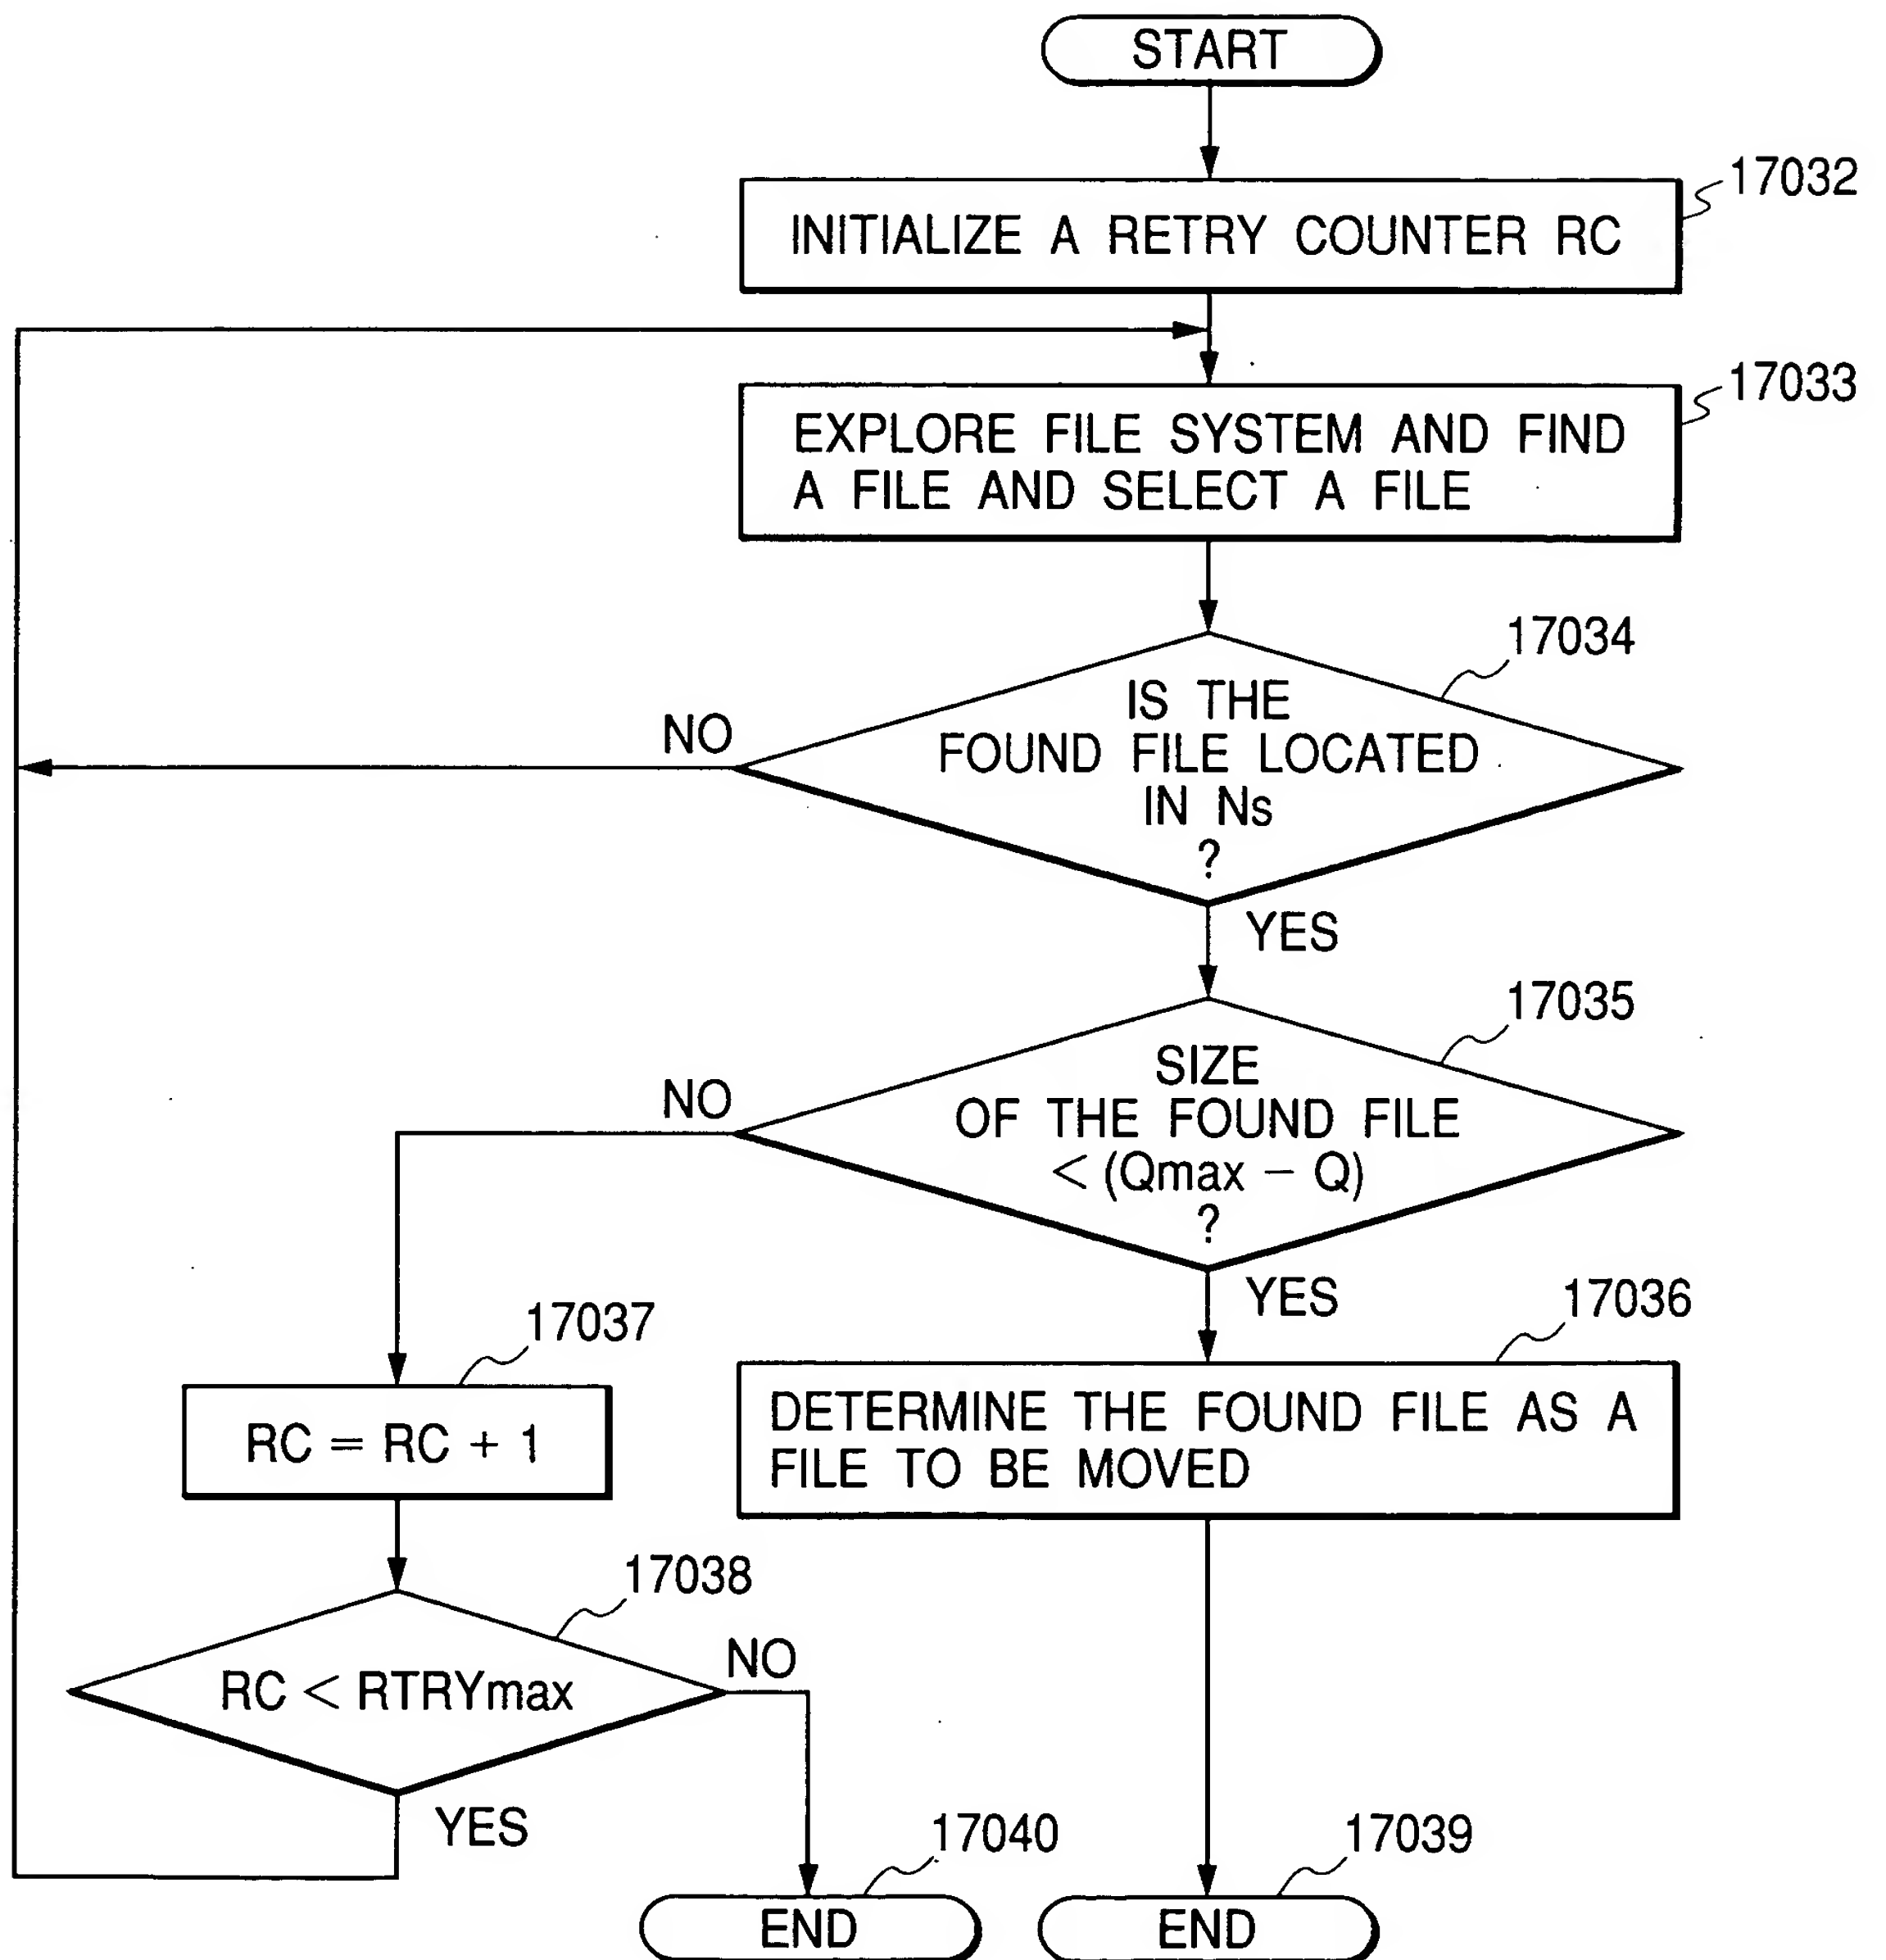 START
17032
INITIALIZE A RETRY COUNTER RC
17033
EXPLORE FILE SYSTEM AND FIND
A FILE AND SELECT A FILE
17034
IS THE
FOUND FILE LOCATED
IN Ns
?
NO
YES
17035
SIZE
OF THE FOUND FILE
< (Qmax − Q)
?
NO
YES
17036
DETERMINE THE FOUND FILE AS A
FILE TO BE MOVED
17037
RC = RC + 1
17038
RC < RTRYmax
NO
YES
17040
END
17039
END